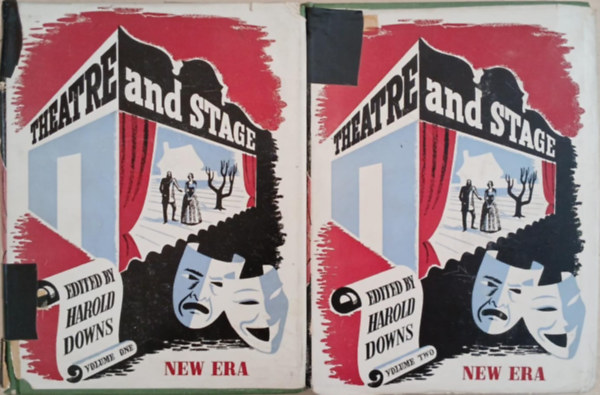 THEATRE and STAGE
EDITED BY
HAROLD
DOWNS
VOLUME ONE
NEW ERA
THEATRE and STAGE
EDITED BY
HAROLD
DOWNS
VOLUME TWO
NEW ERA